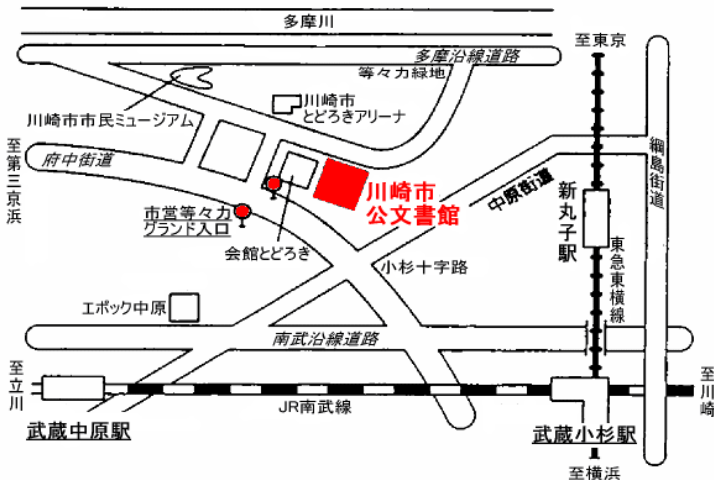 多摩川
至東京
多摩沿線道路
等々力緑地
川崎市
とどろきアリーナ
川崎市市民ミュージアム
至第三京浜
府中街道
綱島街道
中原街道
新丸子駅
川崎市
公文書館
市営等々力
グランド入口
会館とどろき
小杉十字路
東急東横線
エポック中原
南武沿線道路
至立川
至川崎
JR南武線
武蔵中原駅
武蔵小杉駅
至横浜